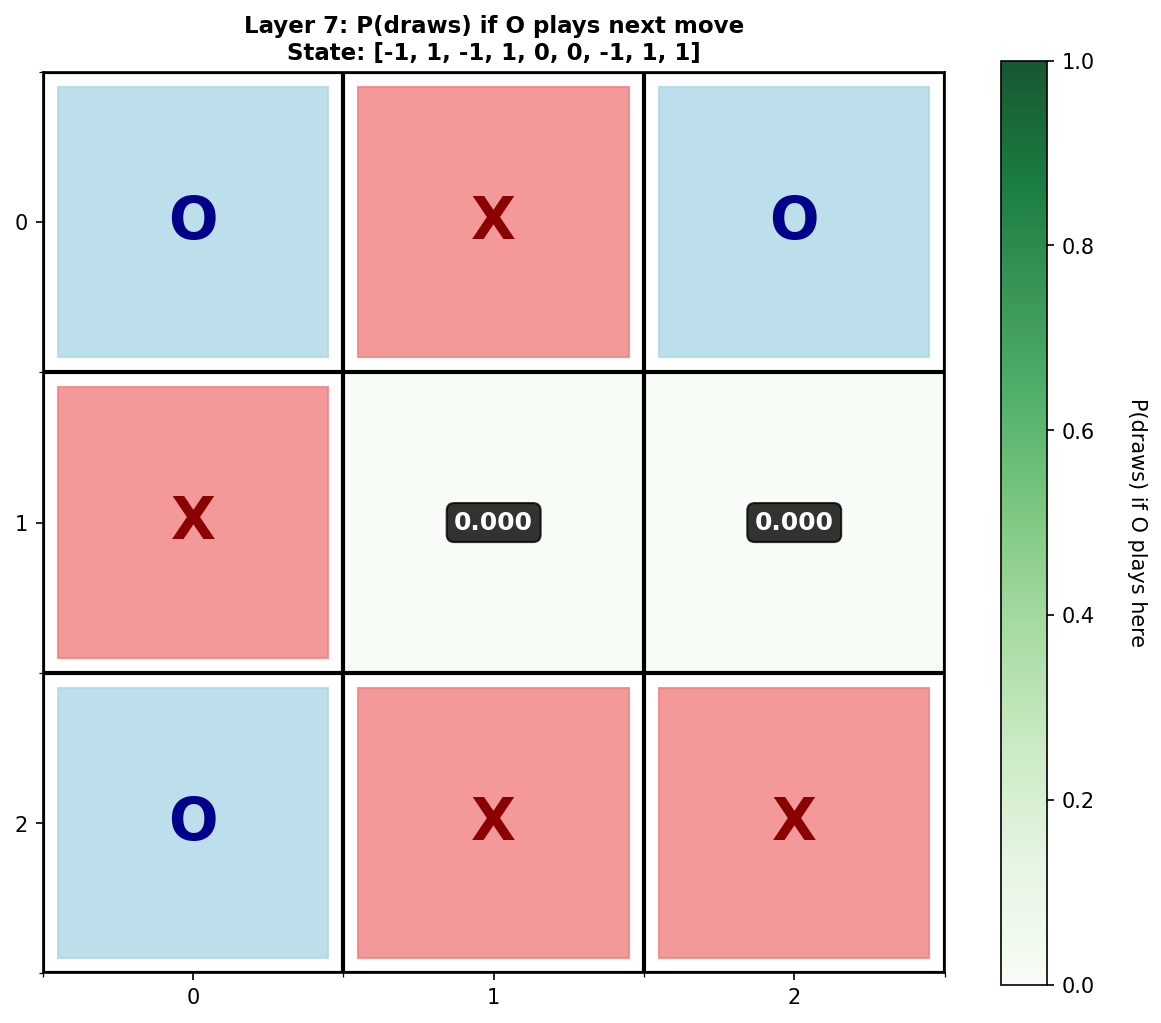 Layer 7: P(draws) if O plays next move
State: [-1, 1, -1, 1, 0, 0, -1, 1, 1]
O X O
X 0.000 0.000
O X X
0
1
2
0 1 2
1.0
0.8
0.6
0.4
0.2
0.0
P(draws) if O plays here